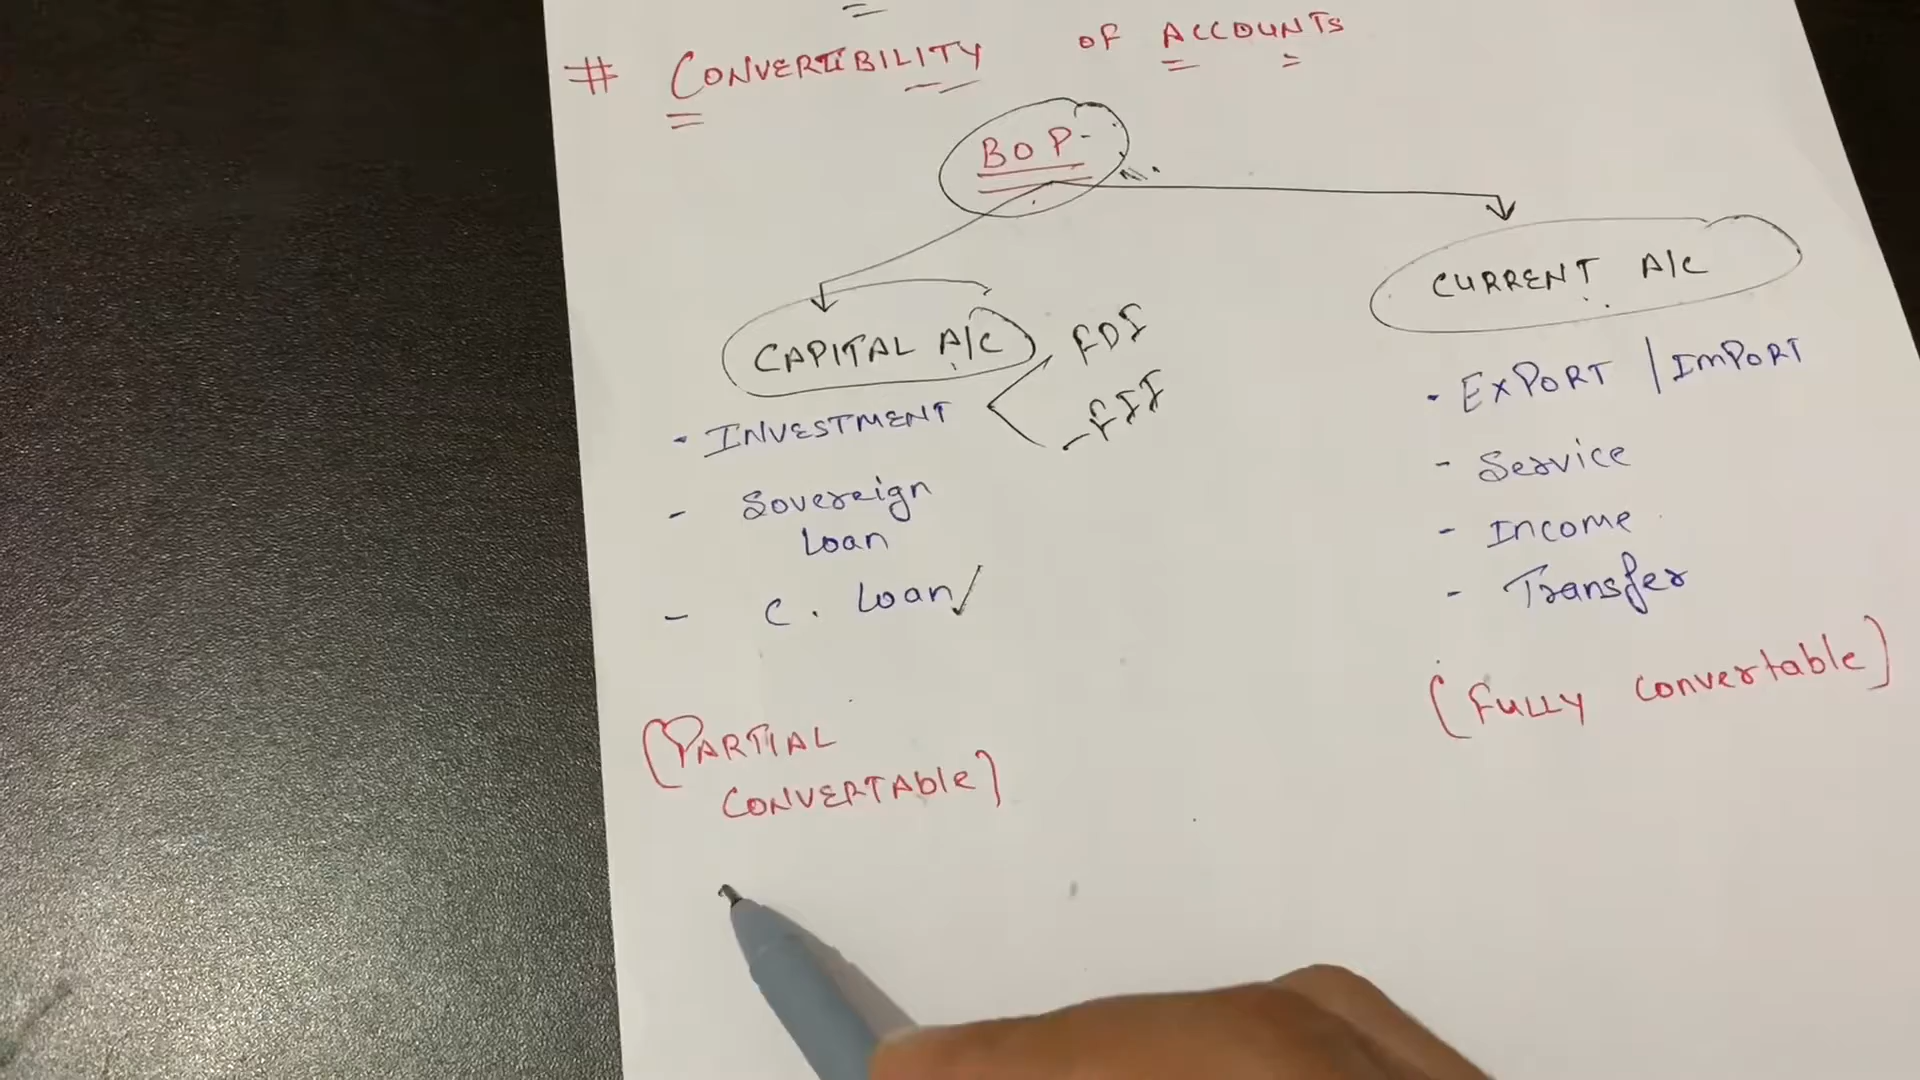 # CONVERTIBILITY OF ACCOUNTS
BOP
CAPITAL A/C
- INVESTMENT
FDI
- FII
- Sovereign
Loan
- C. Loan
(PARTIAL
CONVERTAble)
CURRENT A/C
- EXPORT / IMPORT
- Service
- Income
- Transfer
(FULLY Convertable)